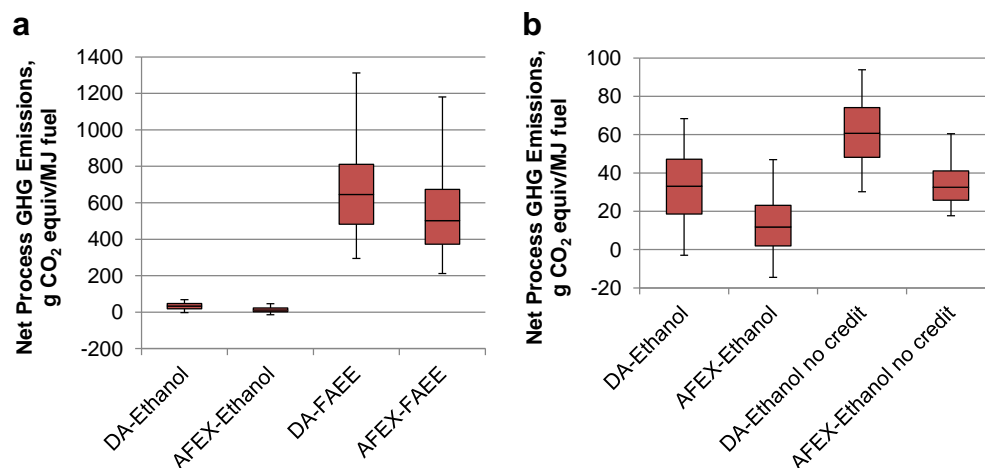 a
Net Process GHG Emissions,
g CO₂ equiv/MJ fuel
1400
1200
1000
800
600
400
200
0
-200
DA-Ethanol
AFEX-Ethanol
DA-FAEE
AFEX-FAEE
b
Net Process GHG Emissions,
g CO₂ equiv/MJ fuel
100
80
60
40
20
0
-20
DA-Ethanol
AFEX-Ethanol
DA-Ethanol no credit
AFEX-Ethanol no credit